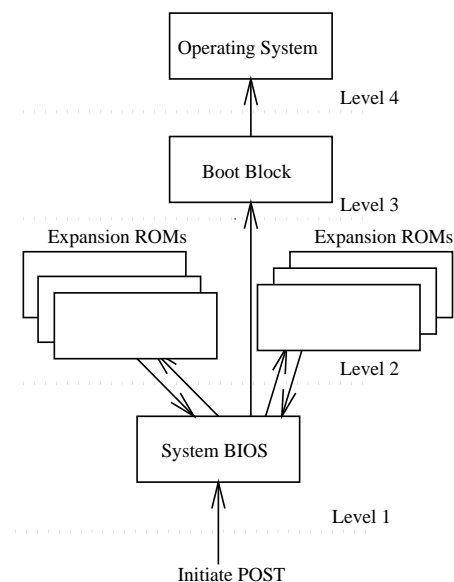 Operating System
Level 4
Boot Block
Level 3
Expansion ROMs
Expansion ROMs
Level 2
System BIOS
Level 1
Initiate POST